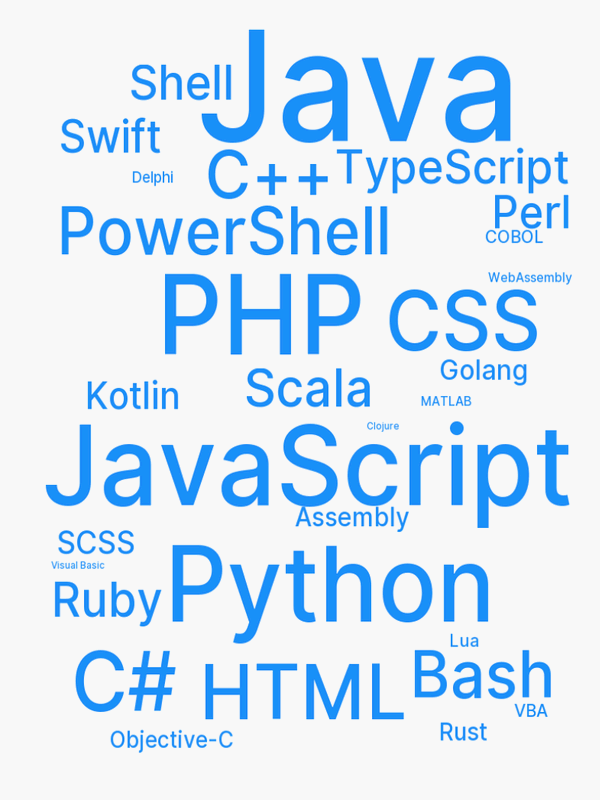 Java
Shell
Swift
TypeScript
C++
Delphi
Perl
PowerShell
COBOL
WebAssembly
PHP
CSS
Golang
Scala
Kotlin
MATLAB
Clojure
JavaScript
Assembly
SCSS
Visual Basic
Python
Ruby
Lua
Bash
C#
HTML
VBA
Rust
Objective-C